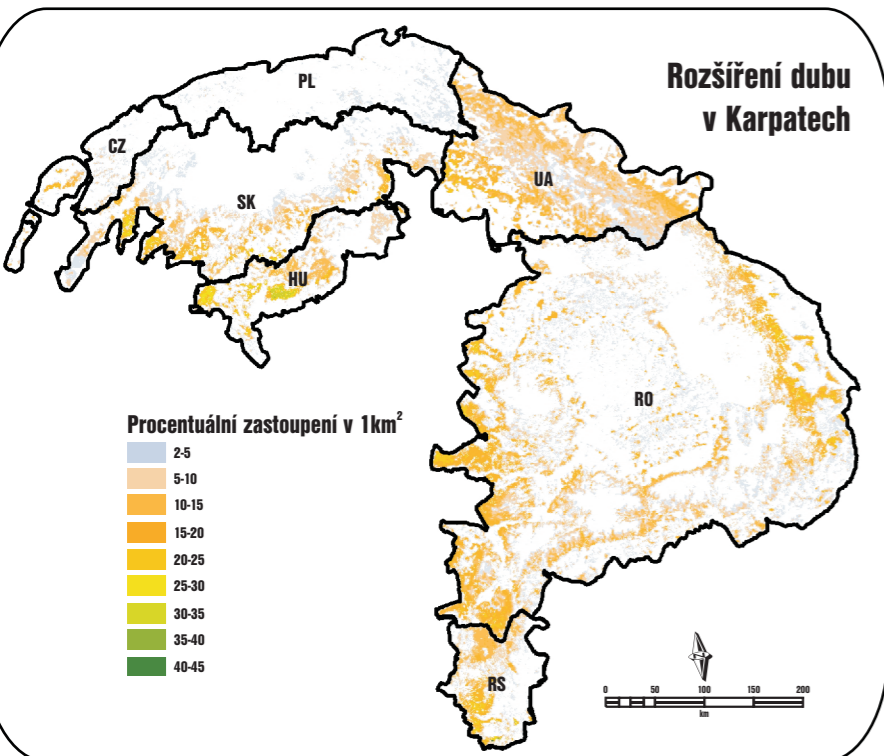 Rozšíření dubu
v Karpatech
PL
CZ
SK
UA
HU
RO
RS
Procentuální zastoupení v 1km²
2-5
5-10
10-15
15-20
20-25
25-30
30-35
35-40
40-45
0 50 100 150 200
km